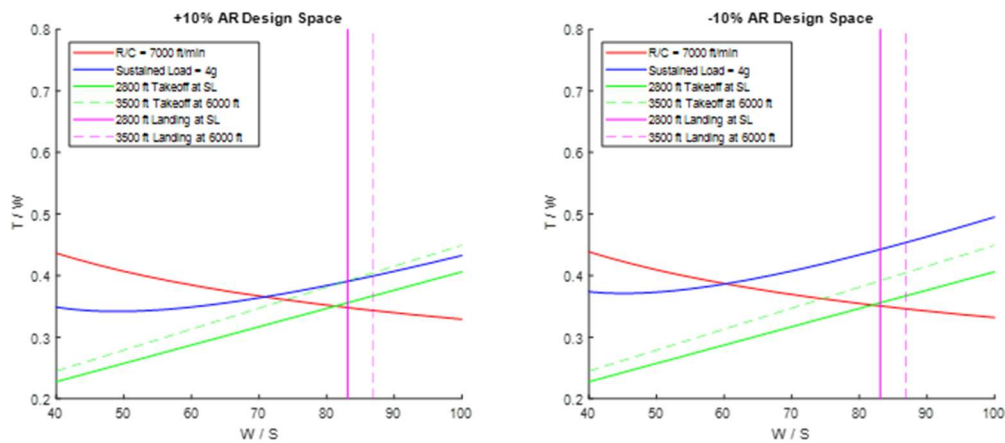 +10% AR Design Space
0.8
0.7
0.6
0.5
0.4
0.3
0.2
T / W
R/C = 7000 ft/min
Sustained Load = 4g
2800 ft Takeoff at SL
3500 ft Takeoff at 6000 ft
2800 ft Landing at SL
3500 ft Landing at 6000 ft
40 50 60 70 80 90 100
W / S
-10% AR Design Space
0.8
0.7
0.6
0.5
0.4
0.3
0.2
T / W
R/C = 7000 ft/min
Sustained Load = 4g
2800 ft Takeoff at SL
3500 ft Takeoff at 6000 ft
2800 ft Landing at SL
3500 ft Landing at 6000 ft
40 50 60 70 80 90 100
W / S